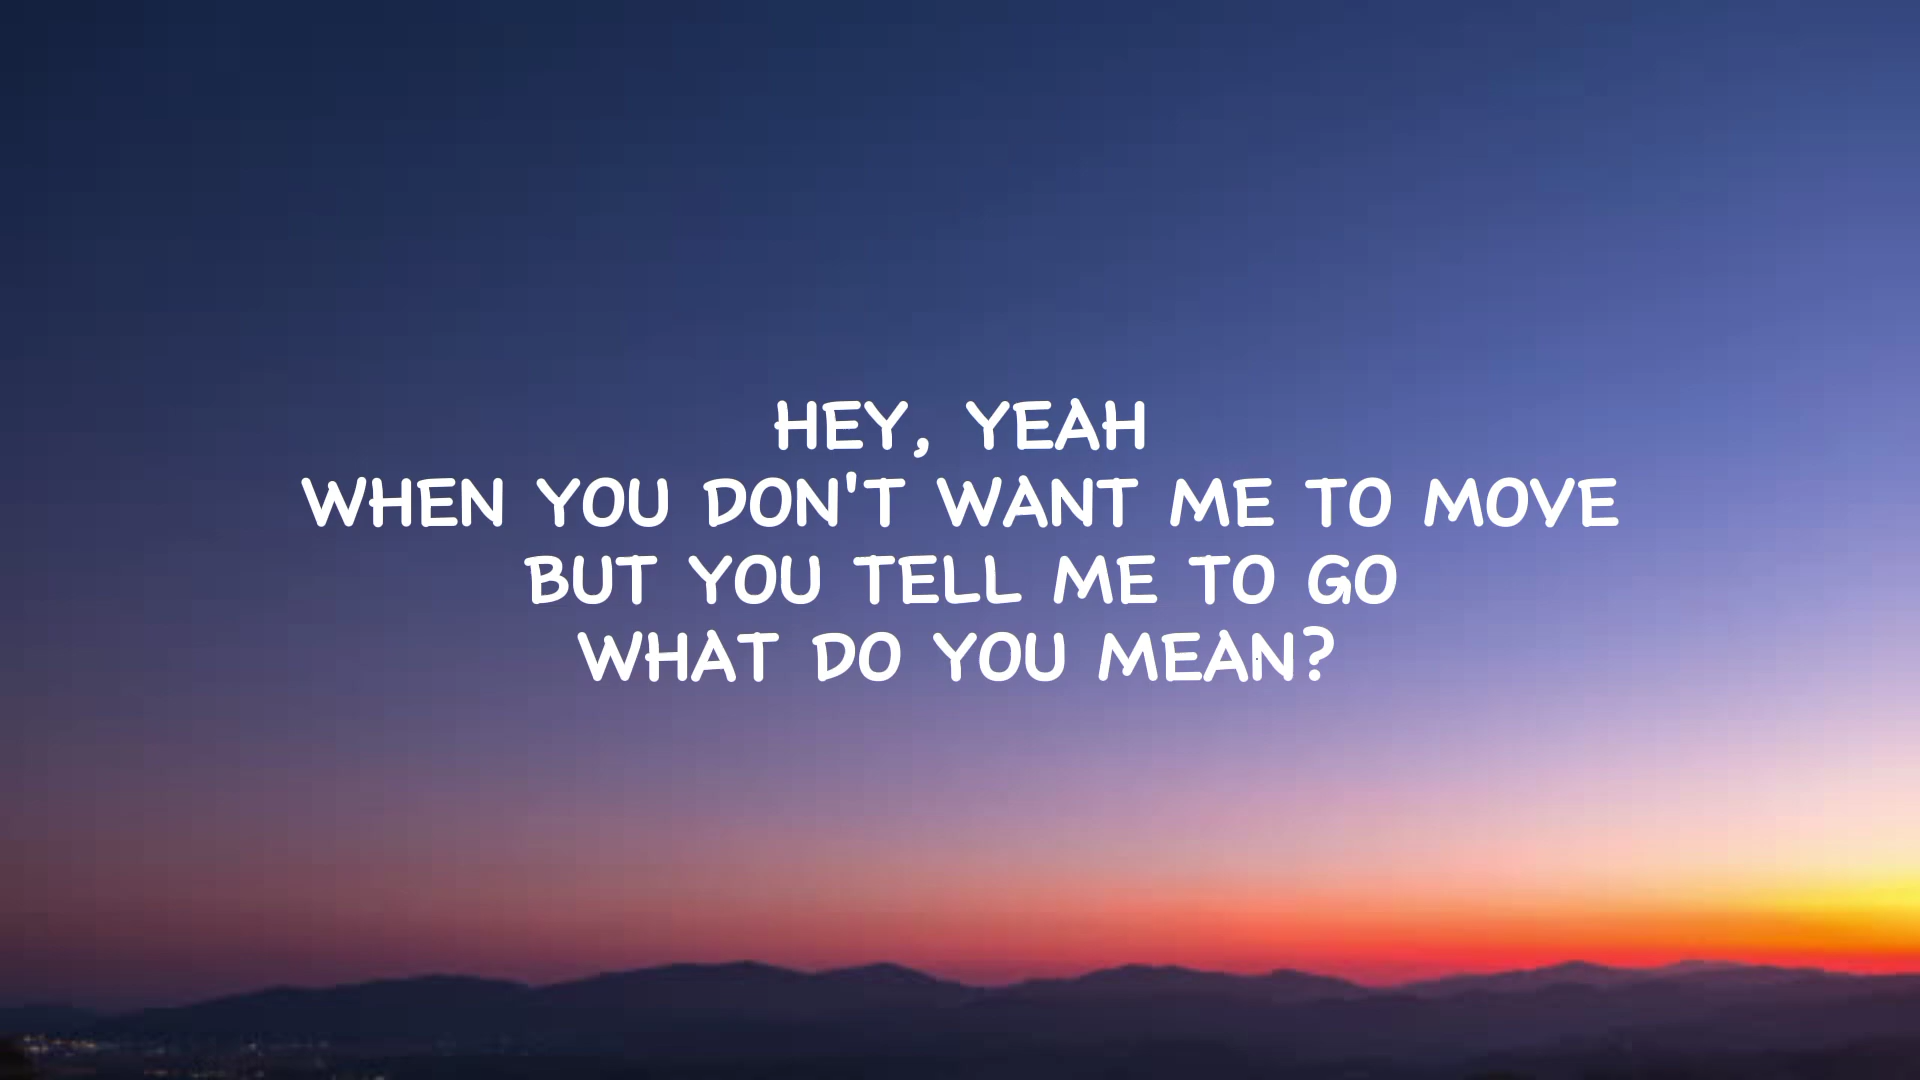 HEY, YEAH
WHEN YOU DON'T WANT ME TO MOVE
BUT YOU TELL ME TO GO
WHAT DO YOU MEAN?